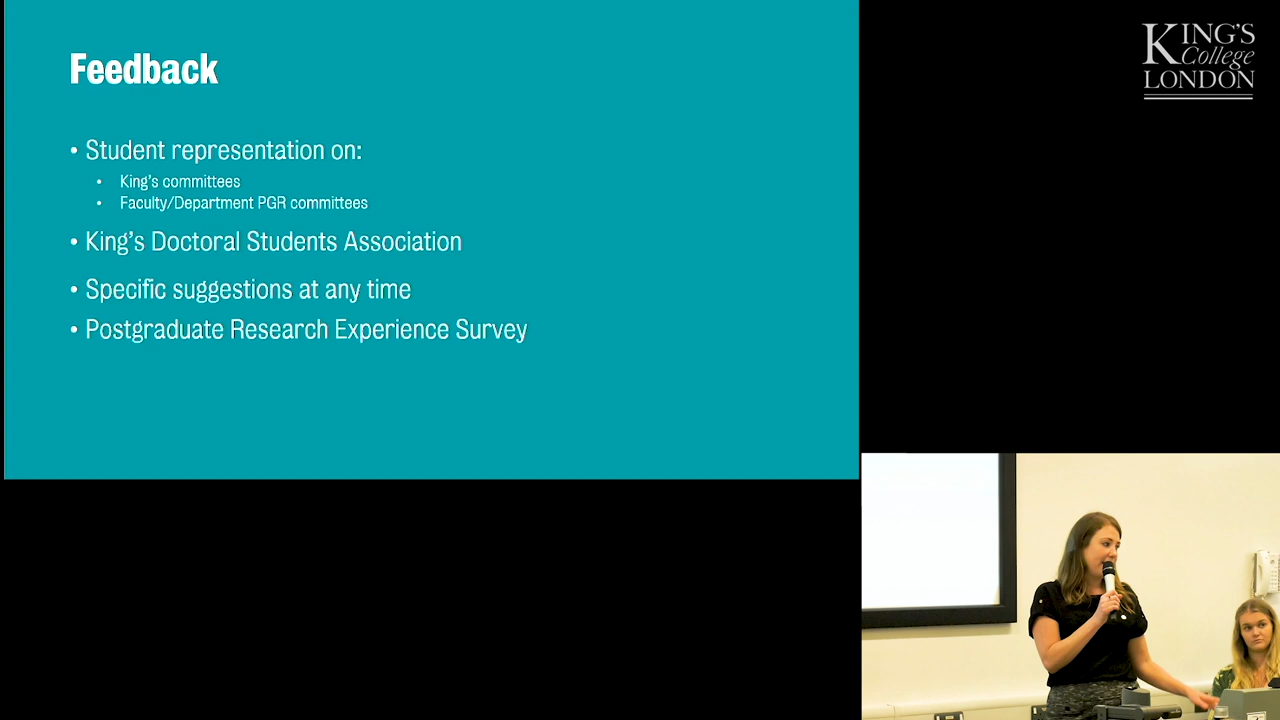 Feedback
• Student representation on:
• King's committees
• Faculty/Department PGR committees
• King's Doctoral Students Association
• Specific suggestions at any time
• Postgraduate Research Experience Survey
KING'S
College
LONDON